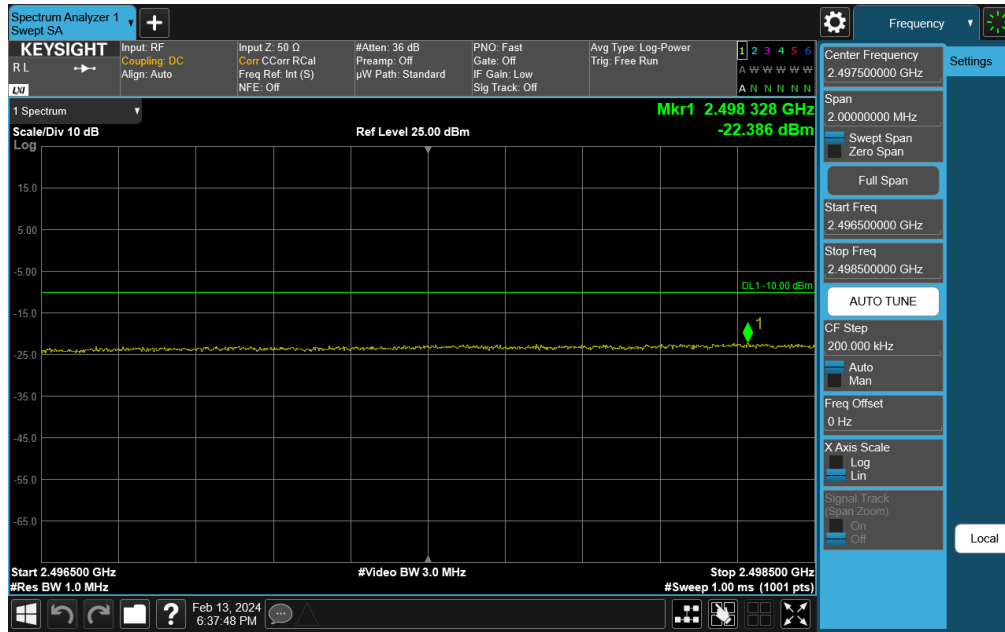 Spectrum Analyzer 1
Swept SA
Frequency
KEYSIGHT
R L
LXI
Input: RF
Coupling: DC
Align: Auto
Input Z: 50 Ω
Corr CCorr RCal
Freq Ref: Int (S)
NFE: Off
#Atten: 36 dB
Preamp: Off
µW Path: Standard
PNO: Fast
Gate: Off
IF Gain: Low
Sig Track: Off
Avg Type: Log-Power
Trig: Free Run
1 2 3 4 5 6
A W W W W W
A N N N N N
1 Spectrum
Scale/Div 10 dB
Log
Ref Level 25.00 dBm
Mkr1 2.498 328 GHz
-22.386 dBm
15.0
5.00
-5.00
-15.0
-25.0
-35.0
-45.0
-55.0
-65.0
DL1 -10.00 dBm
1
Start 2.496500 GHz
#Res BW 1.0 MHz
#Video BW 3.0 MHz
Stop 2.498500 GHz
#Sweep 1.00 ms (1001 pts)
Center Frequency
2.497500000 GHz
Span
2.00000000 MHz
Swept Span
Zero Span
Full Span
Start Freq
2.496500000 GHz
Stop Freq
2.498500000 GHz
AUTO TUNE
CF Step
200.000 kHz
Auto
Man
Freq Offset
0 Hz
X Axis Scale
Log
Lin
Signal Track
(Span Zoom)
On
Off
Settings
Local
?
Feb 13, 2024
6:37:48 PM